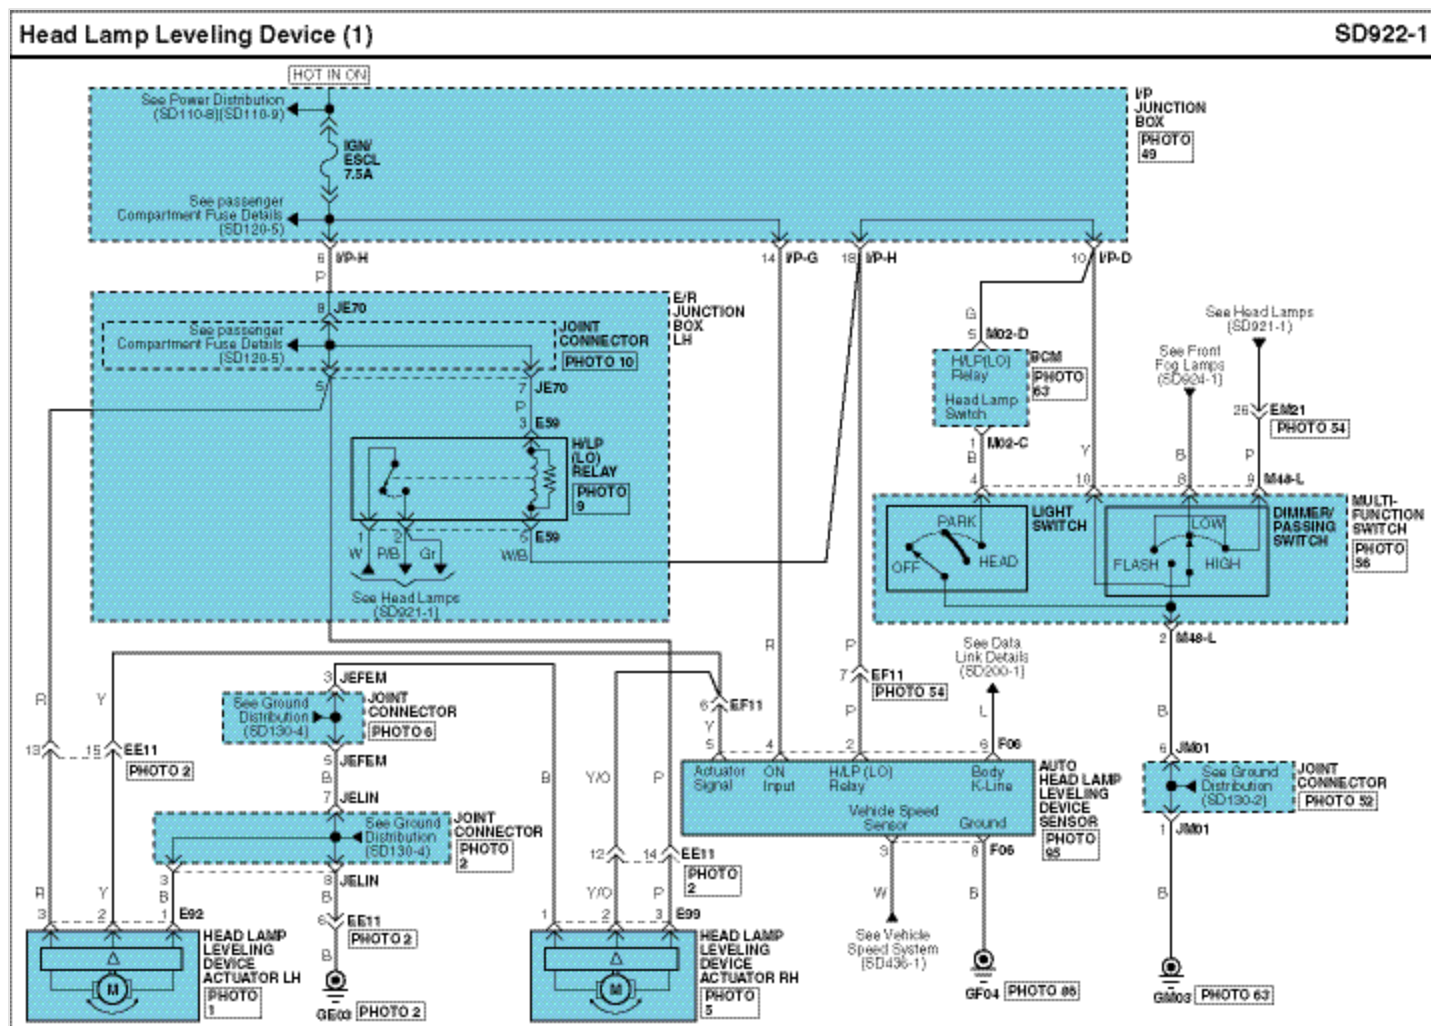 Head Lamp Leveling Device (1)
SD922-1
HOT IN ON
See Power Distribution
(SD110-8)(SD110-9)
IGN/
ESCL
7.5A
See passenger
Compartment Fuse Details
(SD120-5)
I/P
JUNCTION
BOX
PHOTO
49
6
I/P-H
14
I/P-G
18
I/P-H
10
I/P-D
P
8
JE70
See passenger
Compartment Fuse Details
(SD120-5)
JOINT
CONNECTOR
PHOTO 10
E/R
JUNCTION
BOX
LH
5
7
JE70
P
3
E59
H/LP
(LO)
RELAY
PHOTO
9
1
2
5
E59
W
P/B
Gr
W/B
See Head Lamps
(SD921-1)
G
5
M02-D
H/LP(LO)
Relay
Head Lamp
Switch
BCM
PHOTO
63
1
M02-C
B
4
Y
10
See Front
Fog Lamps
(SD924-1)
B
8
See Head Lamps
(SD921-1)
26
EM21
PHOTO 54
P
9
M48-L
LIGHT
SWITCH
PARK
OFF
HEAD
DIMMER/
PASSING
SWITCH
LOW
FLASH
HIGH
MULTI-
FUNCTION
SWITCH
PHOTO
56
2
M48-L
B
6
JM01
See Ground
Distribution
(SD130-2)
JOINT
CONNECTOR
PHOTO 52
1
JM01
B
GM03
PHOTO 63
R
Y
13
15
EE11
PHOTO 2
R
Y
B
3
2
1
E92
HEAD LAMP
LEVELING
DEVICE
ACTUATOR LH
PHOTO
1
M
3
JEFEM
See Ground
Distribution
(SD130-4)
JOINT
CONNECTOR
PHOTO 6
5
JEFEM
B
7
JELIN
See Ground
Distribution
(SD130-4)
JOINT
CONNECTOR
PHOTO
2
3
8
JELIN
B
6
EE11
PHOTO 2
B
GE03
PHOTO 2
B
Y/O
P
12
14
EE11
PHOTO
2
Y/O
P
1
2
3
E99
HEAD LAMP
LEVELING
DEVICE
ACTUATOR RH
PHOTO
5
M
6
EF11
Y
R
P
7
EF11
PHOTO 54
P
See Data
Link Details
(SD200-1)
L
5
4
2
6
F06
Actuator
Signal
ON
Input
H/LP (LO)
Relay
Body
K-Line
Vehicle Speed
Sensor
Ground
AUTO
HEAD LAMP
LEVELING
DEVICE
SENSOR
PHOTO
95
3
8
F06
W
B
See Vehicle
Speed System
(SD436-1)
GF04
PHOTO 86